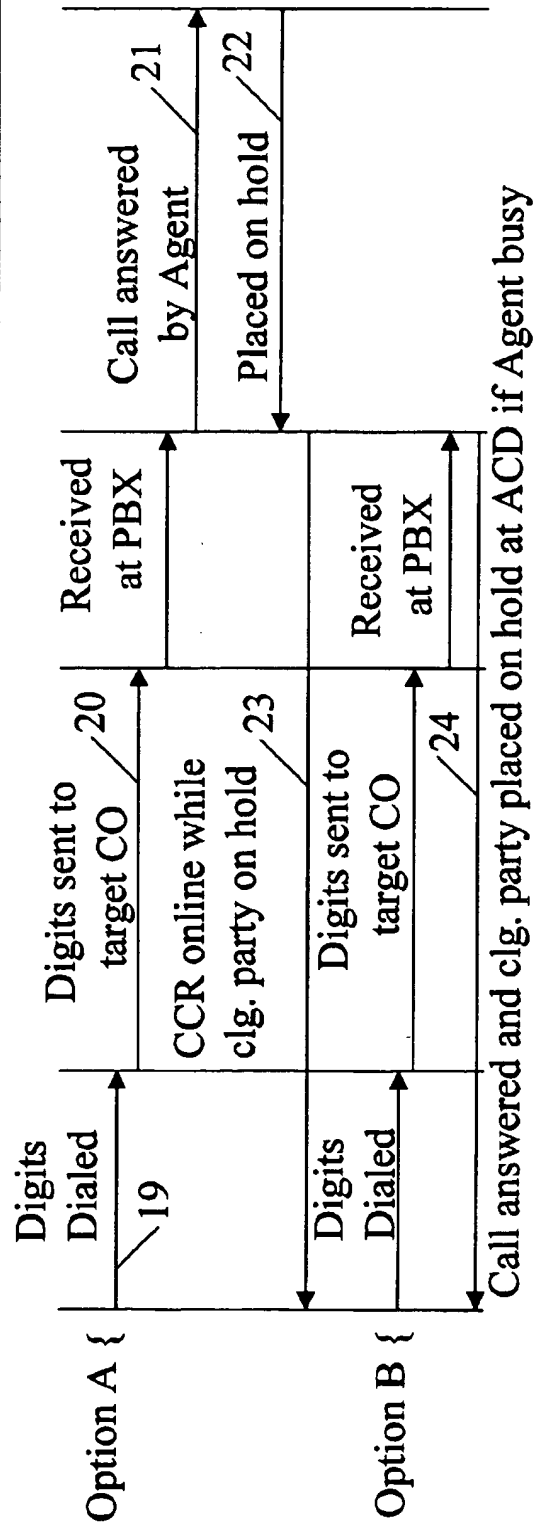 Option A {
Digits
Dialed
19
Digits sent to
target CO
20
Received
at PBX
Call answered
by Agent
21
Placed on hold
22
CCR online while
clg. party on hold
23
Option B {
Digits
Dialed
Digits sent to
target CO
Received
at PBX
24
Call answered and clg. party placed on hold at ACD if Agent busy